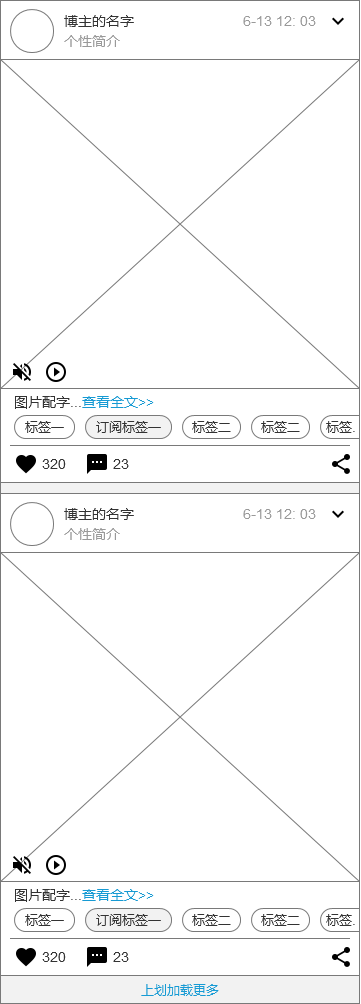 博主的名字 6-13 12: 03
个性简介
图片配字...查看全文>>
标签一 订阅标签一 标签二 标签二 标签.
320 23
博主的名字 6-13 12: 03
个性简介
图片配字...查看全文>>
标签一 订阅标签一 标签二 标签二 标签.
320 23
上划加载更多